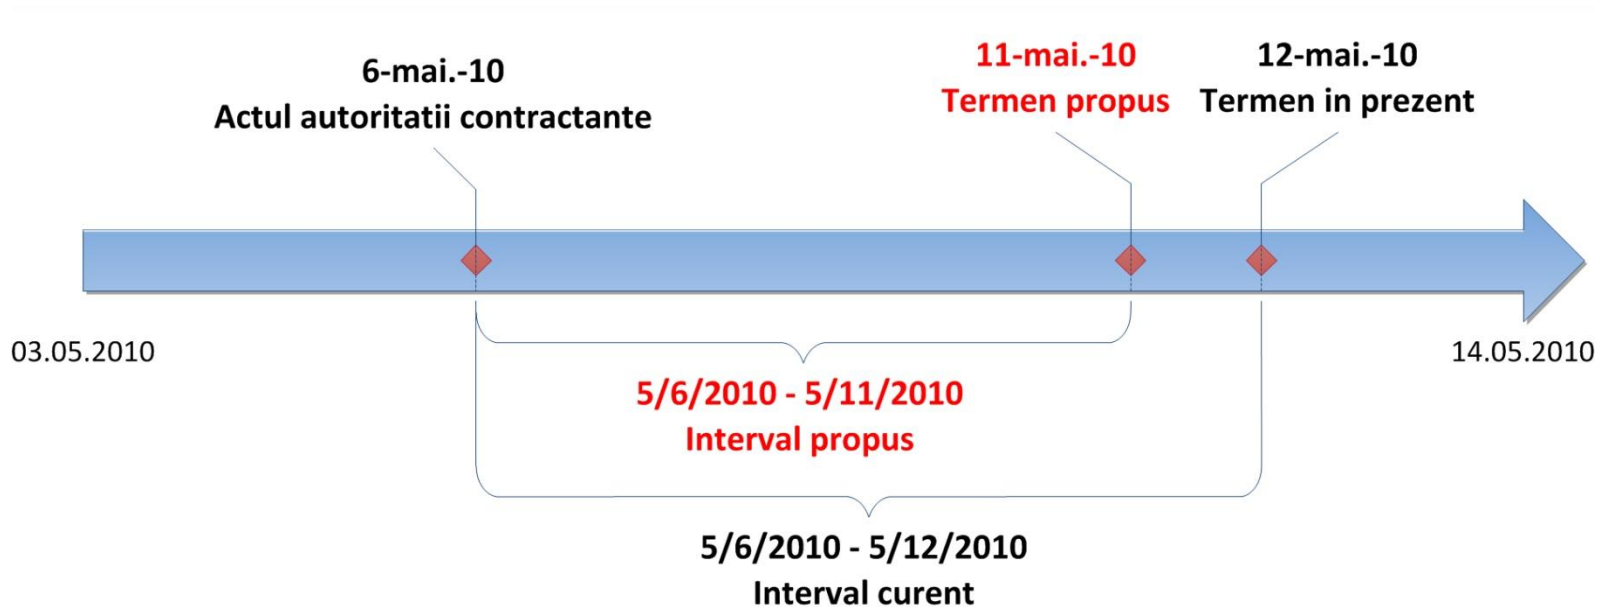 6-mai.-10
Actul autoritatii contractante
11-mai.-10
Termen propus
12-mai.-10
Termen in prezent
03.05.2010
14.05.2010
5/6/2010 - 5/11/2010
Interval propus
5/6/2010 - 5/12/2010
Interval curent